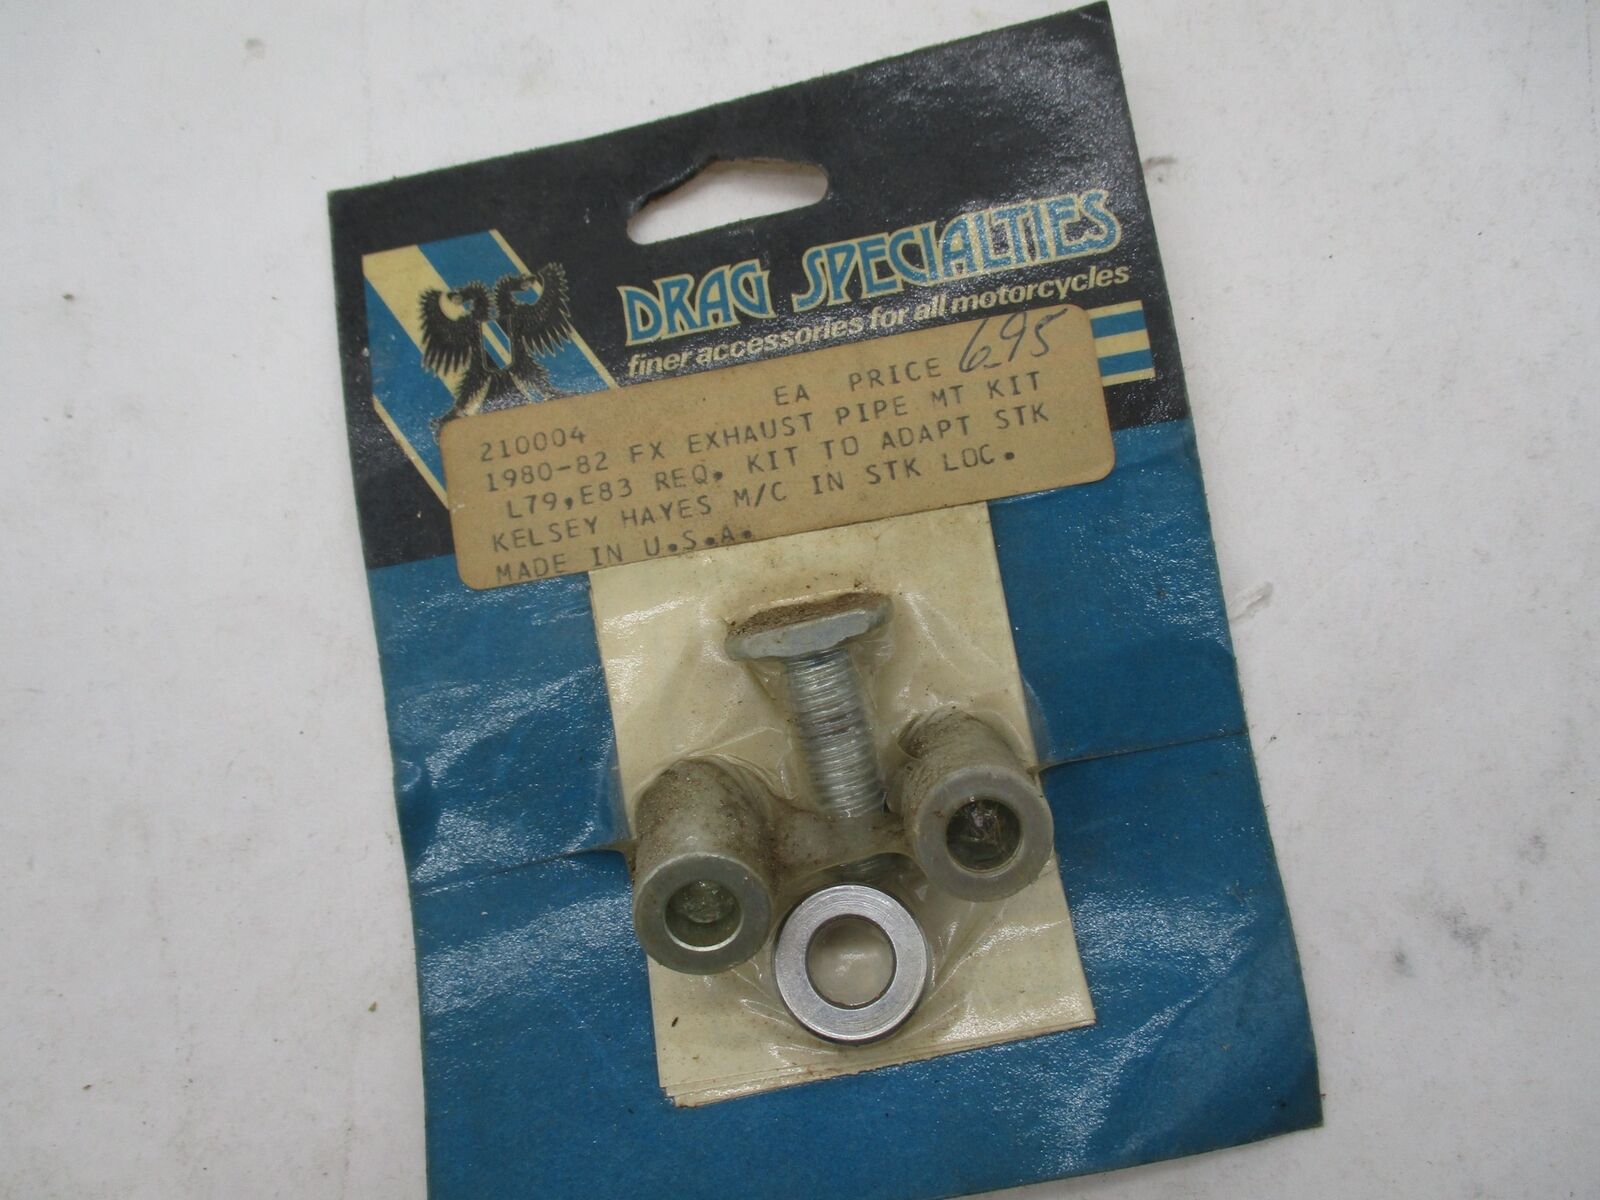 DRAG SPECIALTIES
finer accessories for all motorcycles
EA PRICE 6.95
210004
1980-82 FX EXHAUST PIPE MT KIT
L79,E83 REQ. KIT TO ADAPT STK
KELSEY HAYES M/C IN STK LOC.
MADE IN U.S.A.